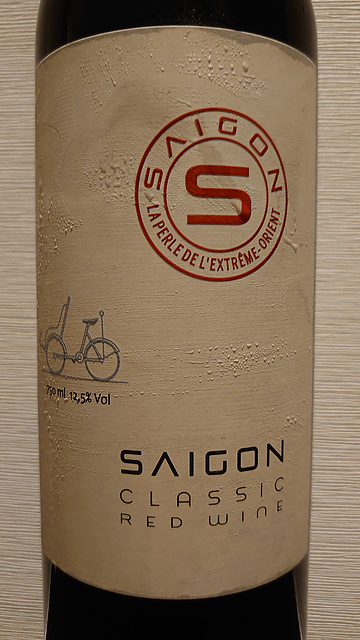 SAIGON
S
LA PERLE DE L'EXTRÊME-ORIENT
750 ml 12,5% Vol
SAIGON
CLASSIC
RED WINE